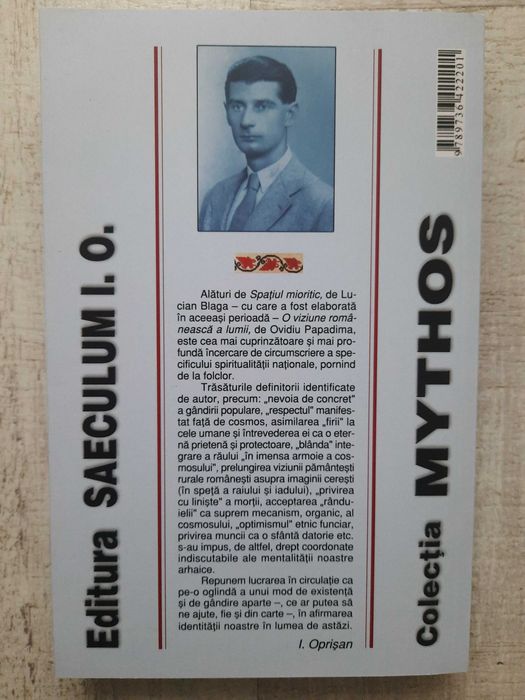 Editura SAECULUM I. O.
Alături de Spațiul mioritic, de Lu-
cian Blaga – cu care a fost elaborată
în aceeași perioadă – O viziune româ-
nească a lumii, de Ovidiu Papadima,
este cea mai cuprinzătoare și mai pro-
fundă încercare de circumscriere a spe-
cificului spiritualității naționale, pornind
de la folclor.
Trăsăturile definitorii identificate
de autor, precum: „nevoia de concret”
a gândirii populare, „respectul” manifes-
tat față de cosmos, asimilarea „firii” la
cele umane și întrevederea ei ca o eter-
nă prietenă și protectoare, „blânda” inte-
grare a răului „în imensa armoie a cos-
mosului”, prelungirea viziunii pământești
rurale românești asupra imaginii cerești
(în speță a raiului și iadului), „privirea
cu liniște” a morții, acceptarea „rându-
ielii” ca suprem mecanism, organic, al
cosmosului, „optimismul” etnic funciar,
privirea muncii ca o sfântă datorie etc.
s-au impus, de altfel, drept coordonate
indiscutabile ale mentalității noastre
arhaice.
Repunem lucrarea în circulație ca
pe-o oglindă a unui mod de existență
și de gândire aparte –, ce ar putea să
ne ajute, fie și din carte –, în afirmarea
identității noastre în lumea de astăzi.
I. Oprișan
Colecția MYTHOS
9789736422201